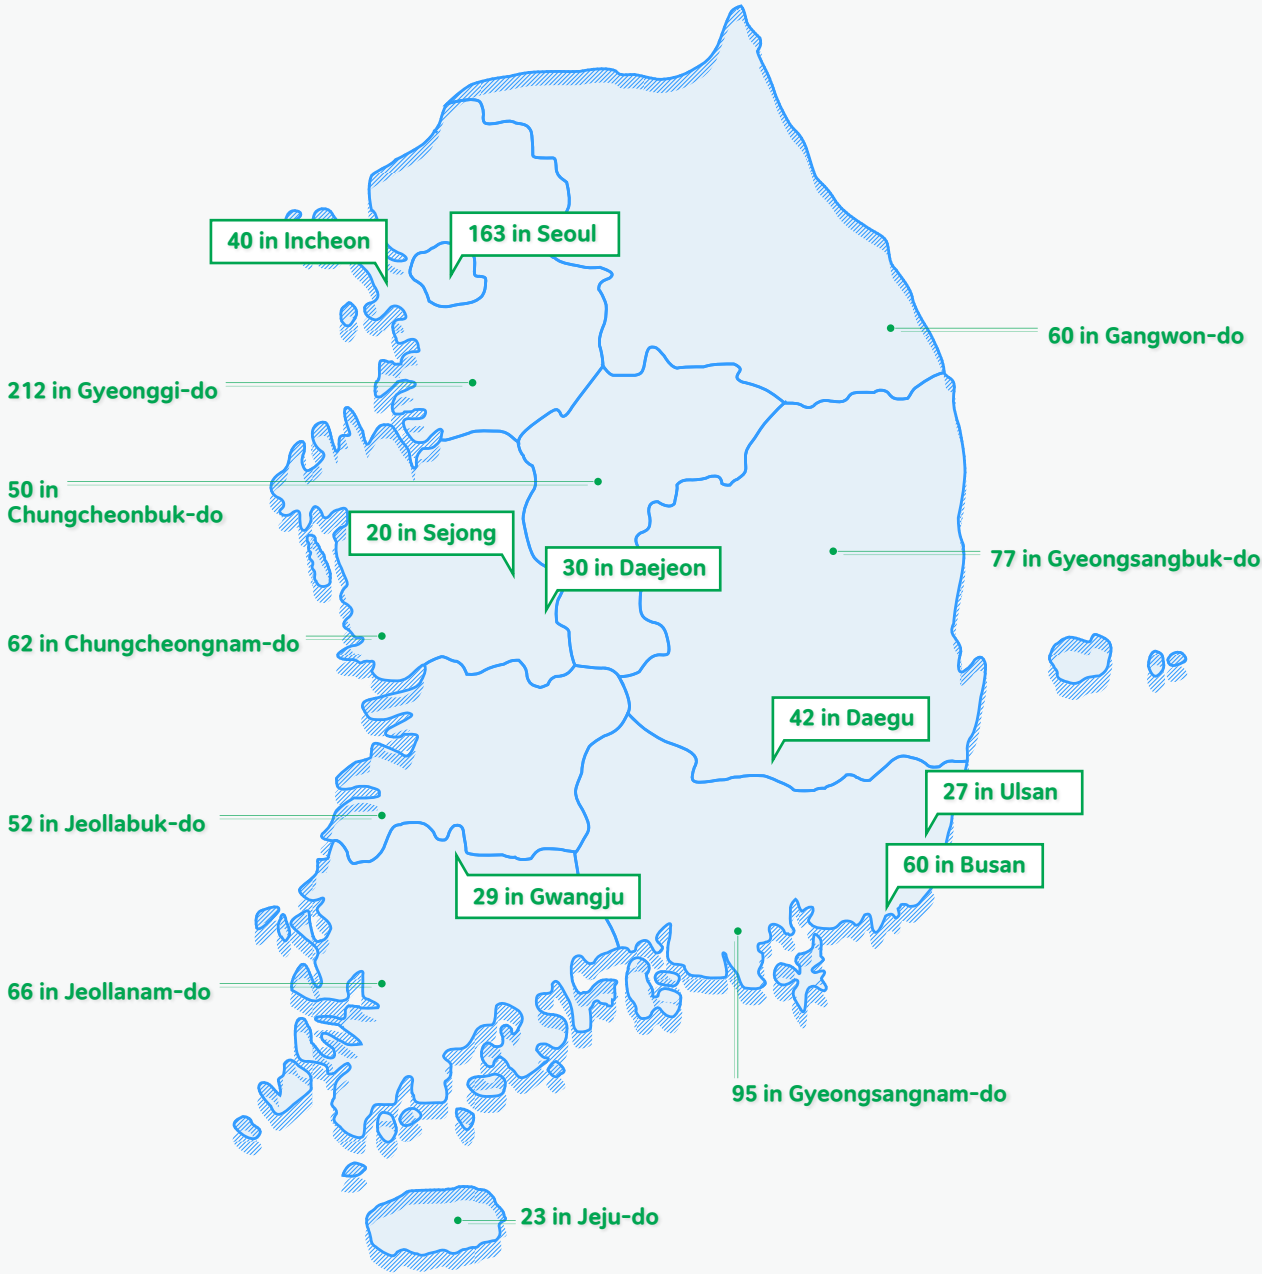 163 in Seoul
40 in Incheon
60 in Gangwon-do
212 in Gyeonggi-do
50 in
Chungcheonbuk-do
20 in Sejong
30 in Daejeon
77 in Gyeongsangbuk-do
62 in Chungcheongnam-do
42 in Daegu
27 in Ulsan
52 in Jeollabuk-do
60 in Busan
29 in Gwangju
66 in Jeollanam-do
95 in Gyeongsangnam-do
23 in Jeju-do